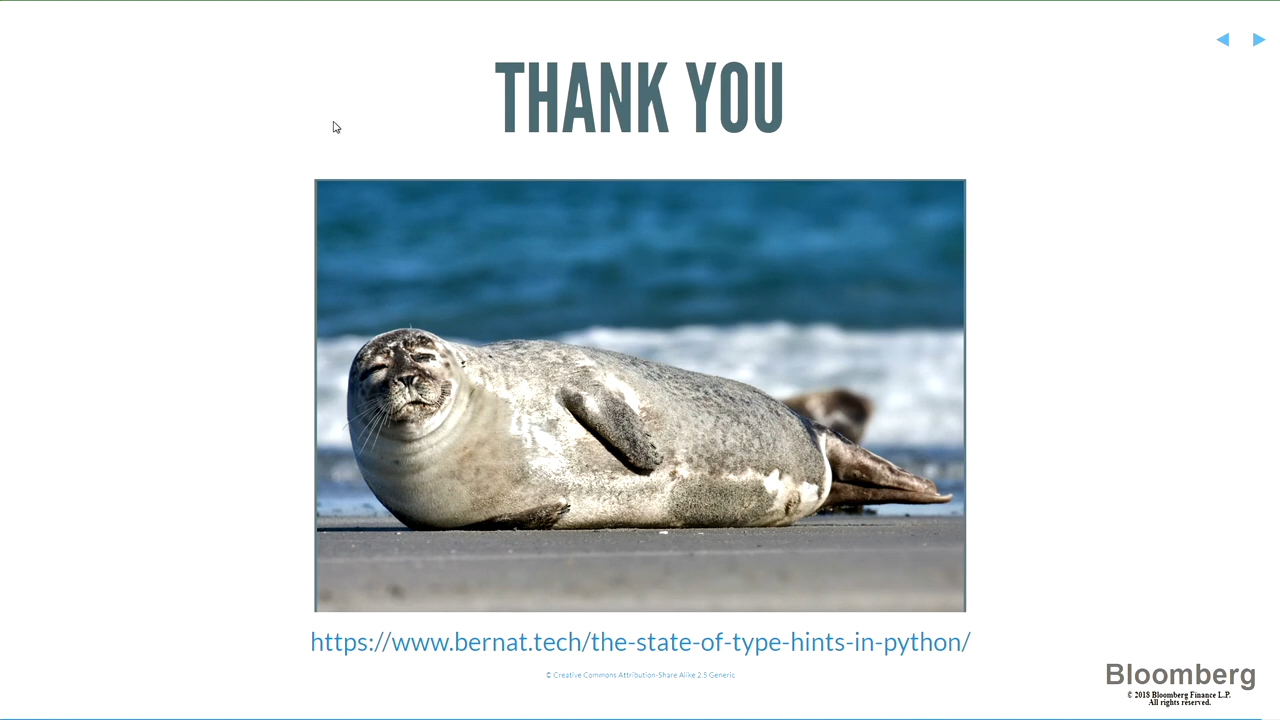 THANK YOU
https://www.bernat.tech/the-state-of-type-hints-in-python/
© Creative Commons Attribution-Share Alike 2.5 Generic
Bloomberg
© 2018 Bloomberg Finance L.P.
All rights reserved.